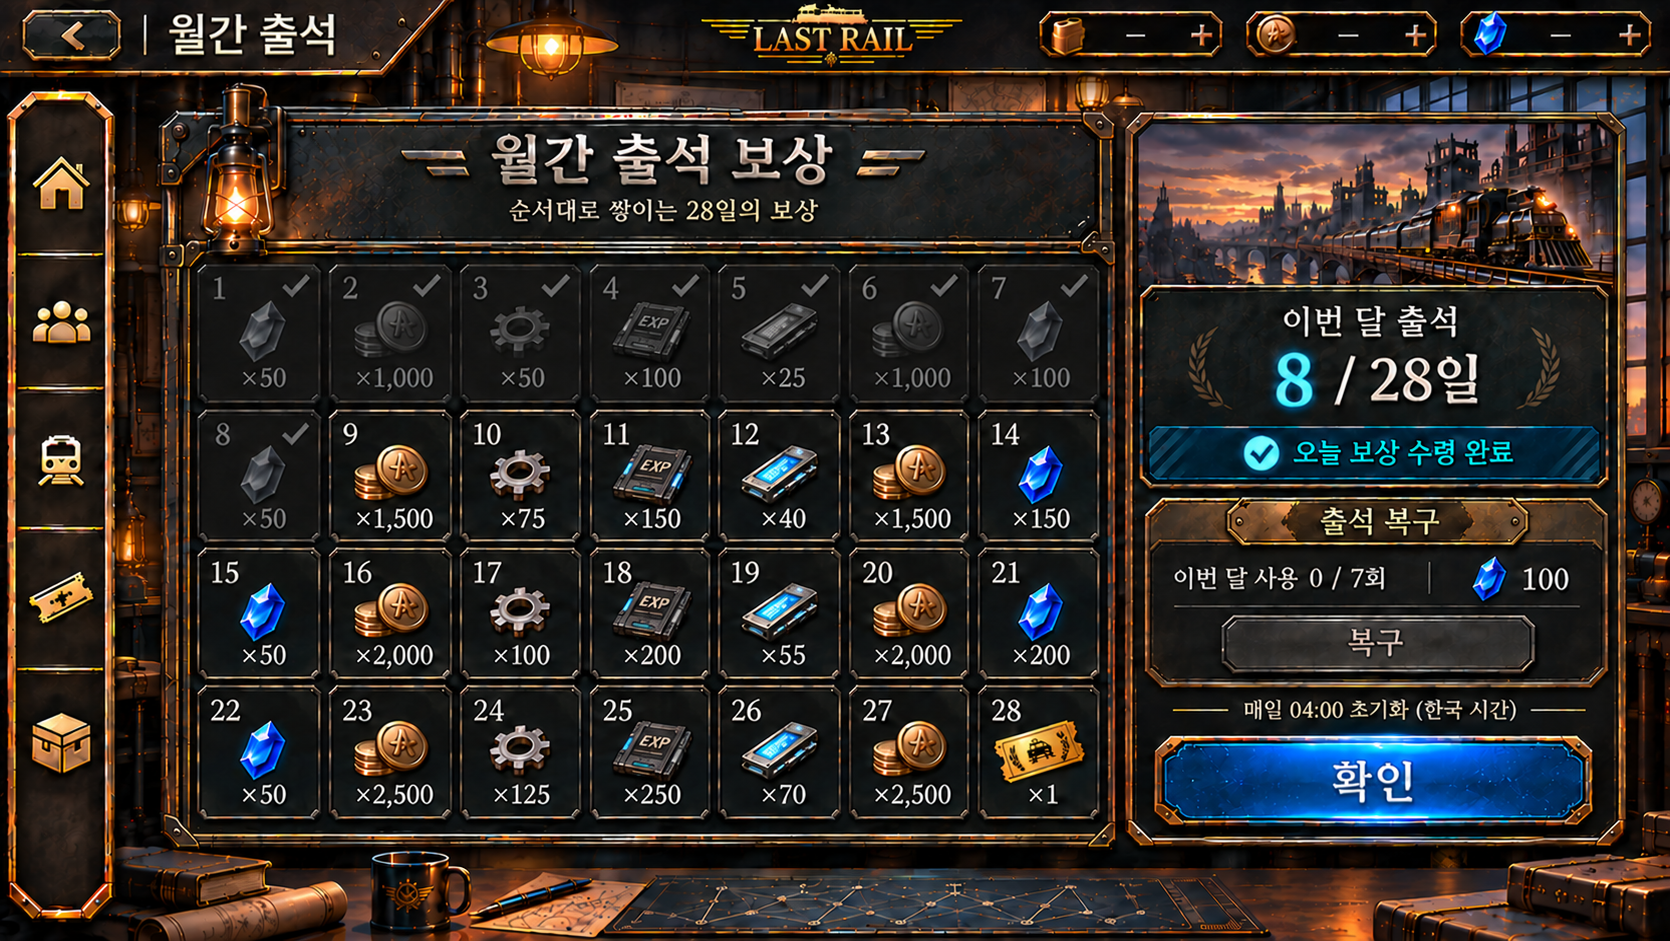 월간 출석
LAST RAIL
월간 출석 보상
순서대로 쌓이는 28일의 보상
1 2 3 4 5 6 7
EXP
×50 ×1,000 ×50 ×100 ×25 ×1,000 ×100
8 9 10 11 12 13 14
EXP
×50 ×1,500 ×75 ×150 ×40 ×1,500 ×150
15 16 17 18 19 20 21
EXP
×50 ×2,000 ×100 ×200 ×55 ×2,000 ×200
22 23 24 25 26 27 28
EXP
×50 ×2,500 ×125 ×250 ×70 ×2,500 ×1
이번 달 출석
8 / 28일
오늘 보상 수령 완료
출석 복구
이번 달 사용 0 / 7회 100
복구
매일 04:00 초기화 (한국 시간)
확인